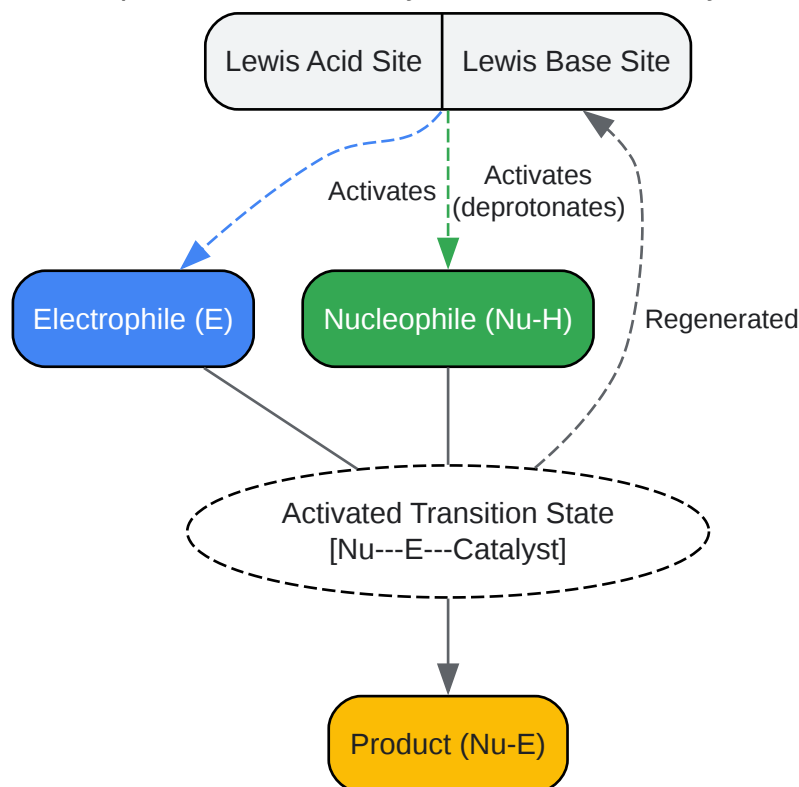 Lewis Acid Site
Lewis Base Site
Activates
Activates
(deprotonates)
Electrophile (E)
Nucleophile (Nu-H)
Regenerated
Activated Transition State
[Nu---E---Catalyst]
Product (Nu-E)